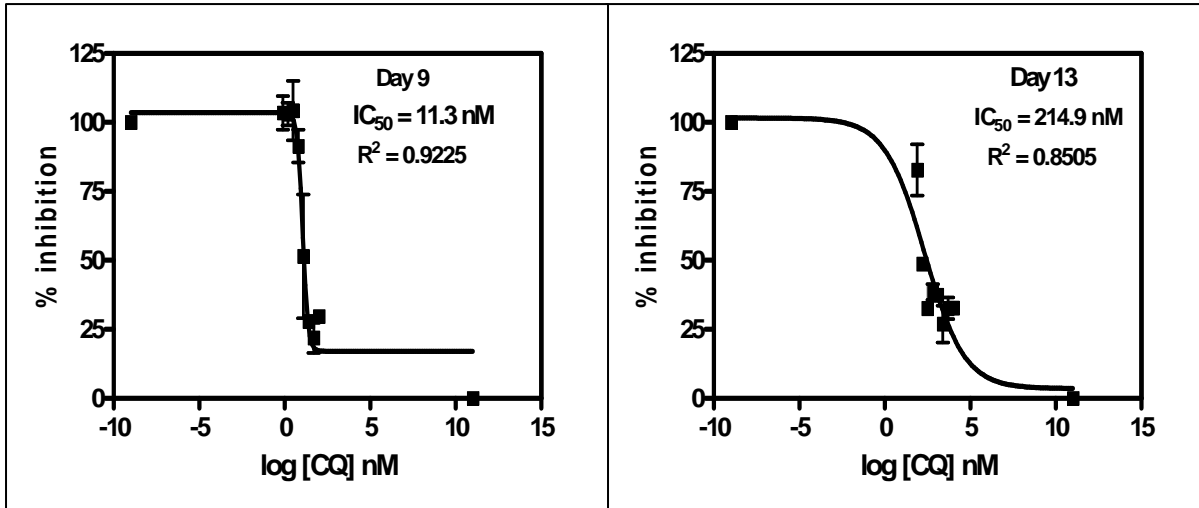 125
100
75
50
25
0
-10
-5
0
5
10
15
% inhibition
log [CQ] nM
Day 9
IC₅₀ = 11.3 nM
R² = 0.9225
125
100
75
50
25
0
-10
-5
0
5
10
15
% inhibition
log [CQ] nM
Day 13
IC₅₀ = 214.9 nM
R² = 0.8505